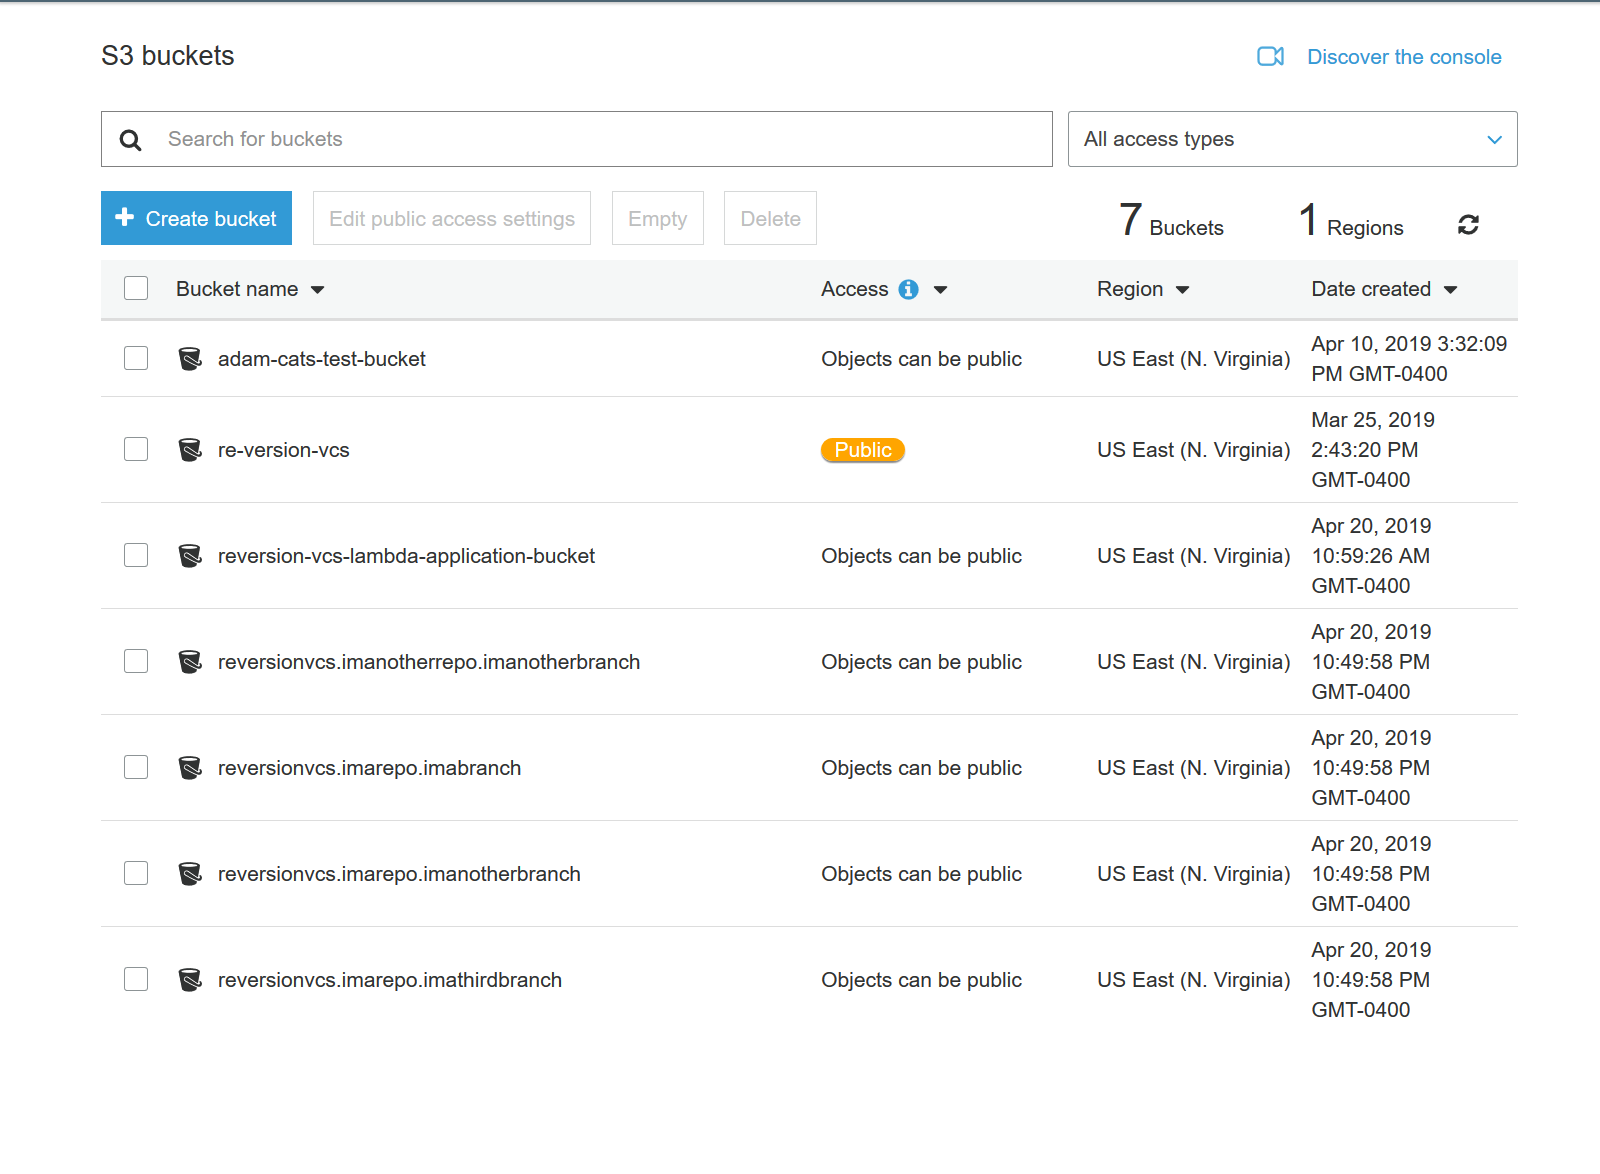 S3 buckets
Discover the console
Search for buckets
All access types
Create bucket
Edit public access settings
Empty
Delete
7 Buckets
1 Regions
Bucket name
Access
Region
Date created
adam-cats-test-bucket
Objects can be public
US East (N. Virginia)
Apr 10, 2019 3:32:09
PM GMT-0400
re-version-vcs
Public
US East (N. Virginia)
Mar 25, 2019
2:43:20 PM
GMT-0400
reversion-vcs-lambda-application-bucket
Objects can be public
US East (N. Virginia)
Apr 20, 2019
10:59:26 AM
GMT-0400
reversionvcs.imanotherrepo.imanotherbranch
Objects can be public
US East (N. Virginia)
Apr 20, 2019
10:49:58 PM
GMT-0400
reversionvcs.imarepo.imabranch
Objects can be public
US East (N. Virginia)
Apr 20, 2019
10:49:58 PM
GMT-0400
reversionvcs.imarepo.imanotherbranch
Objects can be public
US East (N. Virginia)
Apr 20, 2019
10:49:58 PM
GMT-0400
reversionvcs.imarepo.imathirdbranch
Objects can be public
US East (N. Virginia)
Apr 20, 2019
10:49:58 PM
GMT-0400